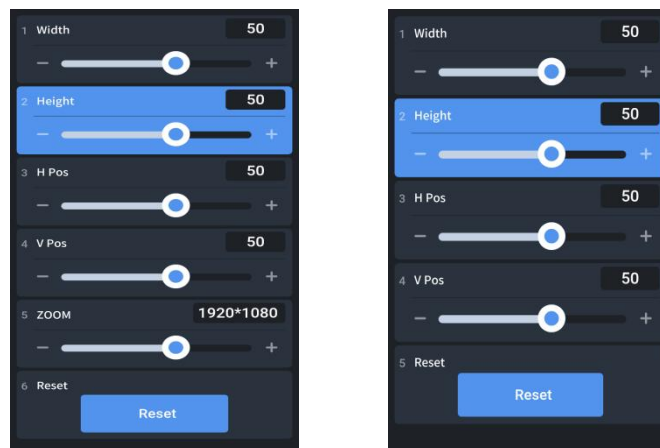 1 Width 50
− +
2 Height 50
− +
3 H Pos 50
− +
4 V Pos 50
− +
5 ZOOM 1920*1080
− +
6 Reset
Reset
1 Width 50
− +
2 Height 50
− +
3 H Pos 50
− +
4 V Pos 50
− +
5 Reset
Reset